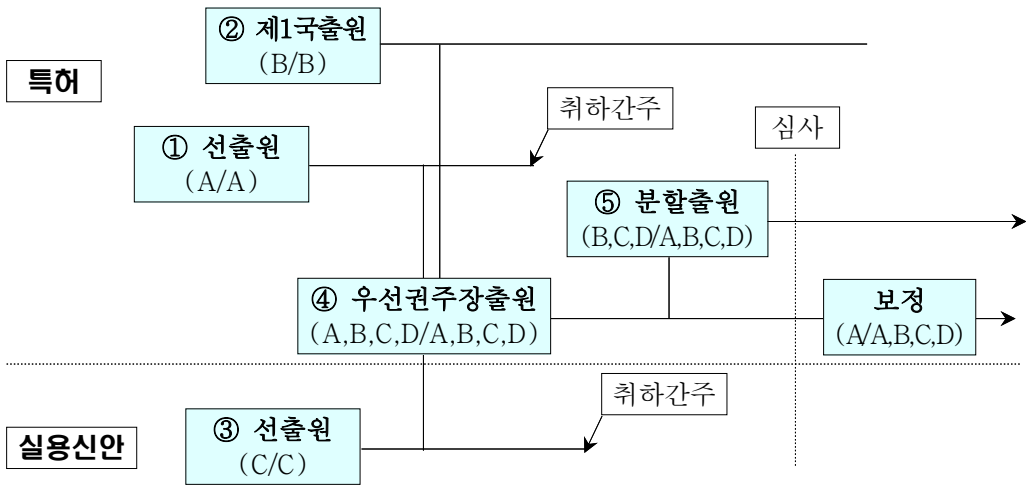 ② 제1국출원
(B/B)
특허
취하간주
심사
① 선출원
(A/A)
⑤ 분할출원
(B,C,D/A,B,C,D)
④ 우선권주장출원
(A,B,C,D/A,B,C,D)
보정
(A/A,B,C,D)
취하간주
③ 선출원
(C/C)
실용신안